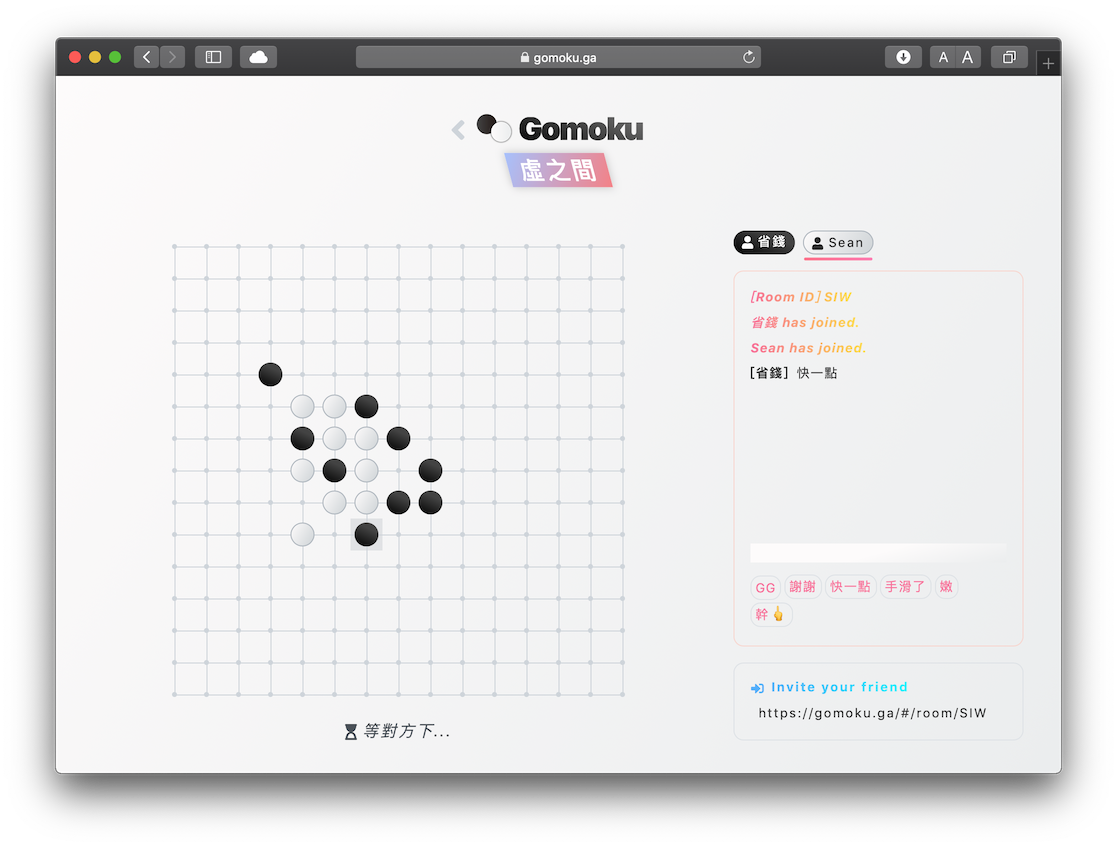 gomoku.ga
A A
Gomoku
虛之間
省錢 Sean
[Room ID] SIW
省錢 has joined.
Sean has joined.
[省錢] 快一點
GG 謝謝 快一點 手滑了 嫩
幹🖕
Invite your friend
https://gomoku.ga/#/room/SIW
等對方下...